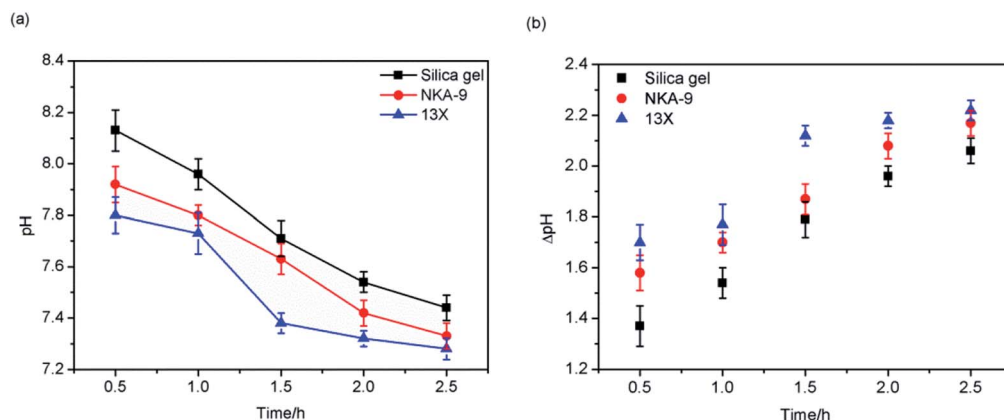 (a)
8.4
8.2
8.0
7.8
7.6
7.4
7.2
pH
0.5 1.0 1.5 2.0 2.5
Time/h
Silica gel
NKA-9
13X
(b)
2.4
2.2
2.0
1.8
1.6
1.4
1.2
ΔpH
0.5 1.0 1.5 2.0 2.5
Time/h
Silica gel
NKA-9
13X